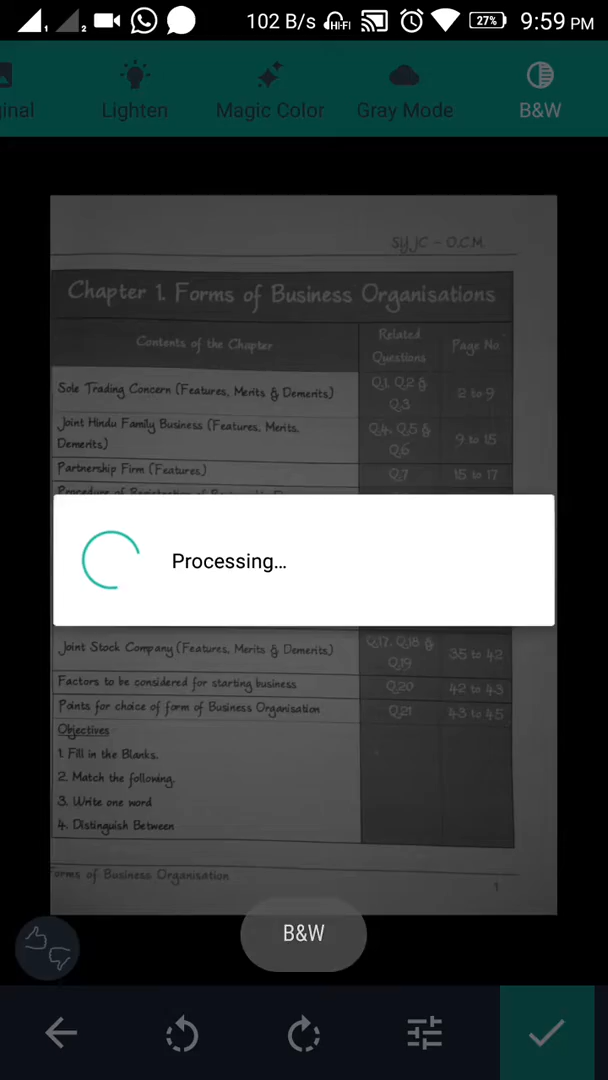 102 B/s HI-FI 27% 9:59 PM
Lighten Magic Color Gray Mode B&W
SYJC - O.C.M.
Chapter 1. Forms of Business Organisations
Contents of the Chapter Related Questions Page No
Sole Trading Concern (Features, Merits & Demerits) Q.1, Q.2 & Q.3 2 to 9
Joint Hindu Family Business (Features, Merits. Demerits) Q.4, Q.5 & Q.6 9 to 15
Partnership Firm (Features) Q.7 15 to 17
Processing...
Joint Stock Company (Features, Merits & Demerits) Q.17, Q.18 & Q.19 35 to 42
Factors to be considered for starting business Q.20 42 to 43
Points for choice of form of Business Organisation Q.21 43 to 45
Objectives
1. Fill in the Blanks.
2. Match the following.
3. Write one word
4. Distinguish Between
Forms of Business Organisation 1
B&W